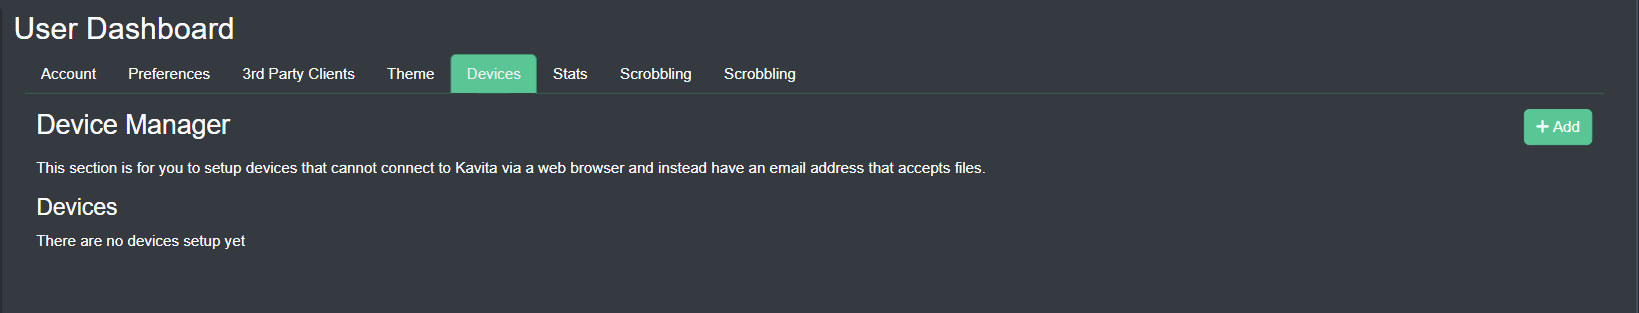 User Dashboard
Account Preferences 3rd Party Clients Theme Devices Stats Scrobbling Scrobbling
Device Manager
+ Add
This section is for you to setup devices that cannot connect to Kavita via a web browser and instead have an email address that accepts files.
Devices
There are no devices setup yet